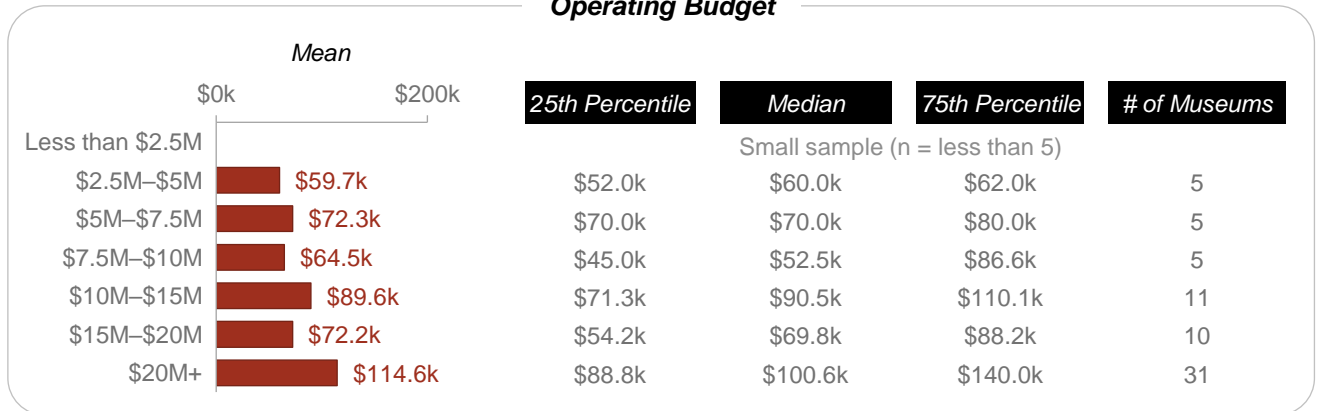 Operating Budget
Mean
$0k $200k 25th Percentile Median 75th Percentile # of Museums
Less than $2.5M Small sample (n = less than 5)
$2.5M–$5M $59.7k $52.0k $60.0k $62.0k 5
$5M–$7.5M $72.3k $70.0k $70.0k $80.0k 5
$7.5M–$10M $64.5k $45.0k $52.5k $86.6k 5
$10M–$15M $89.6k $71.3k $90.5k $110.1k 11
$15M–$20M $72.2k $54.2k $69.8k $88.2k 10
$20M+ $114.6k $88.8k $100.6k $140.0k 31